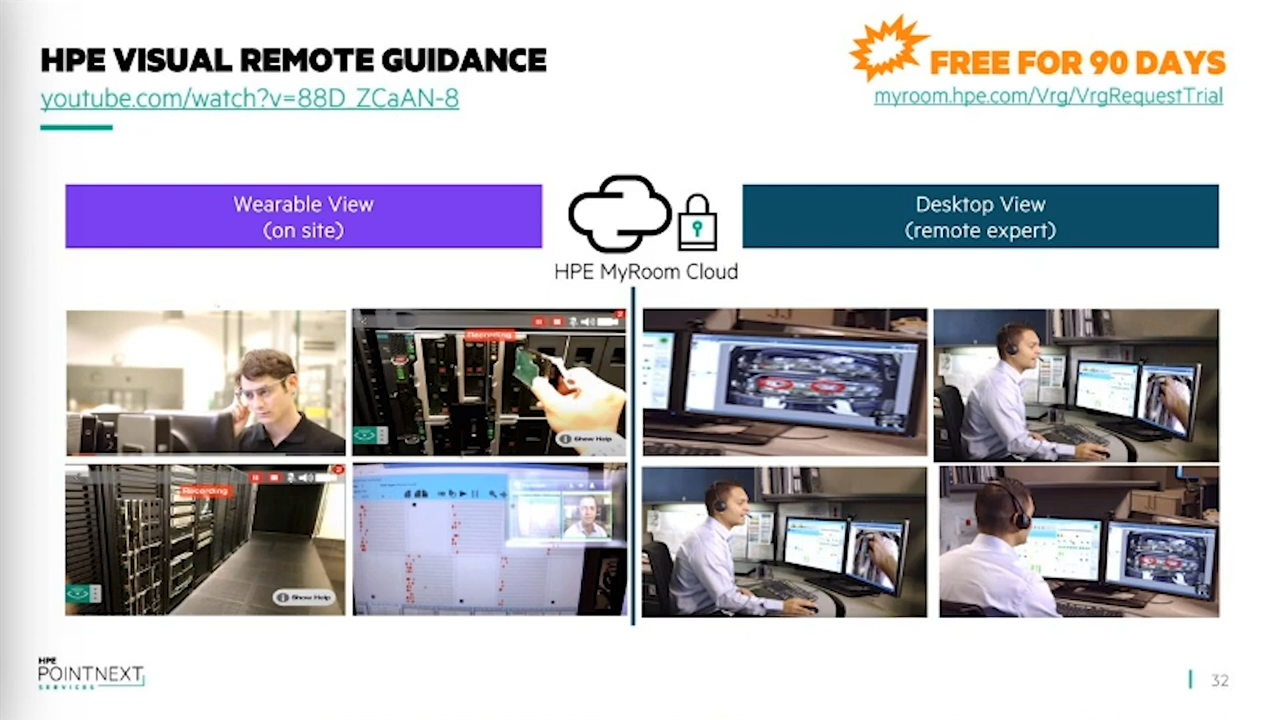 HPE VISUAL REMOTE GUIDANCE
youtube.com/watch?v=88D_ZCaAN-8
FREE FOR 90 DAYS
myroom.hpe.com/Vrg/VrgRequestTrial
Wearable View
(on site)
HPE MyRoom Cloud
Desktop View
(remote expert)
Recording
2
Show Help
Recording
2
Show Help
HPE
POINTNEXT
SERVICES
32